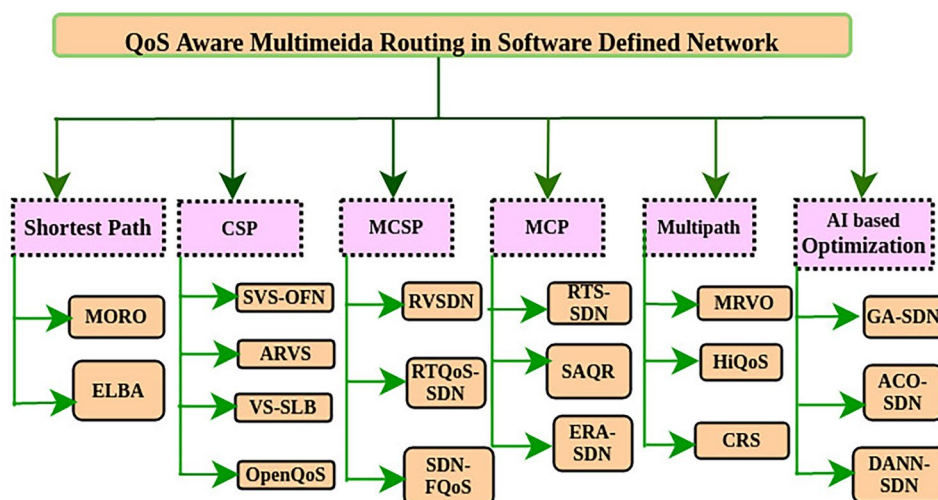 QoS Aware Multimeida Routing in Software Defined Network
Shortest Path
CSP
MCSP
MCP
Multipath
AI based
Optimization
MORO
ELBA
SVS-OFN
ARVS
VS-SLB
OpenQoS
RVSDN
RTQoS-
SDN
SDN-
FQoS
RTS-
SDN
SAQR
ERA-
SDN
MRVO
HiQoS
CRS
GA-SDN
ACO-
SDN
DANN-
SDN